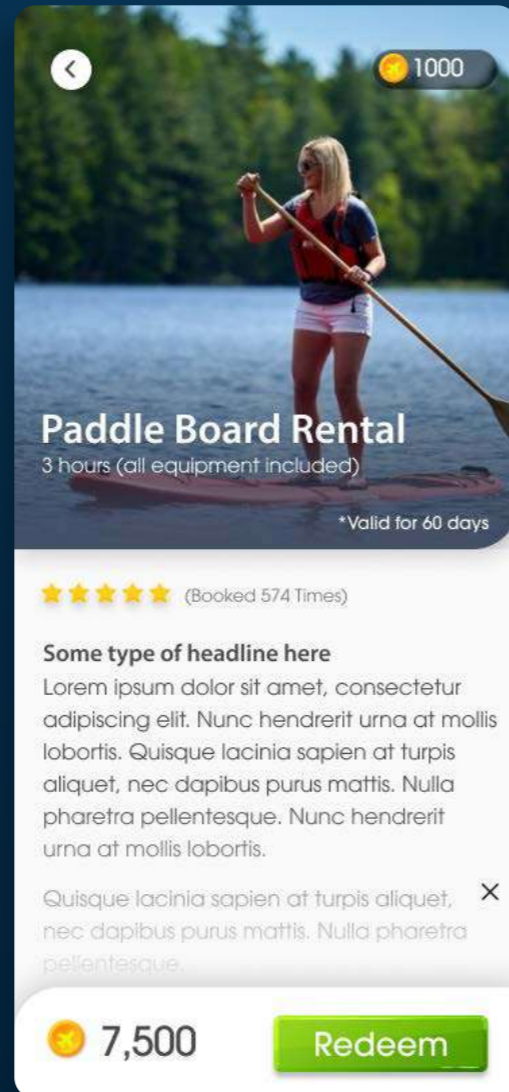 1000
Paddle Board Rental
3 hours (all equipment included)
*Valid for 60 days
(Booked 574 Times)
Some type of headline here
Lorem ipsum dolor sit amet, consectetur
adipiscing elit. Nunc hendrerit urna at mollis
lobortis. Quisque lacinia sapien at turpis
aliquet, nec dapibus purus mattis. Nulla
pharetra pellentesque. Nunc hendrerit
urna at mollis lobortis.
Quisque lacinia sapien at turpis aliquet,
nec dapibus purus mattis. Nulla pharetra
pellentesque.
7,500
Redeem